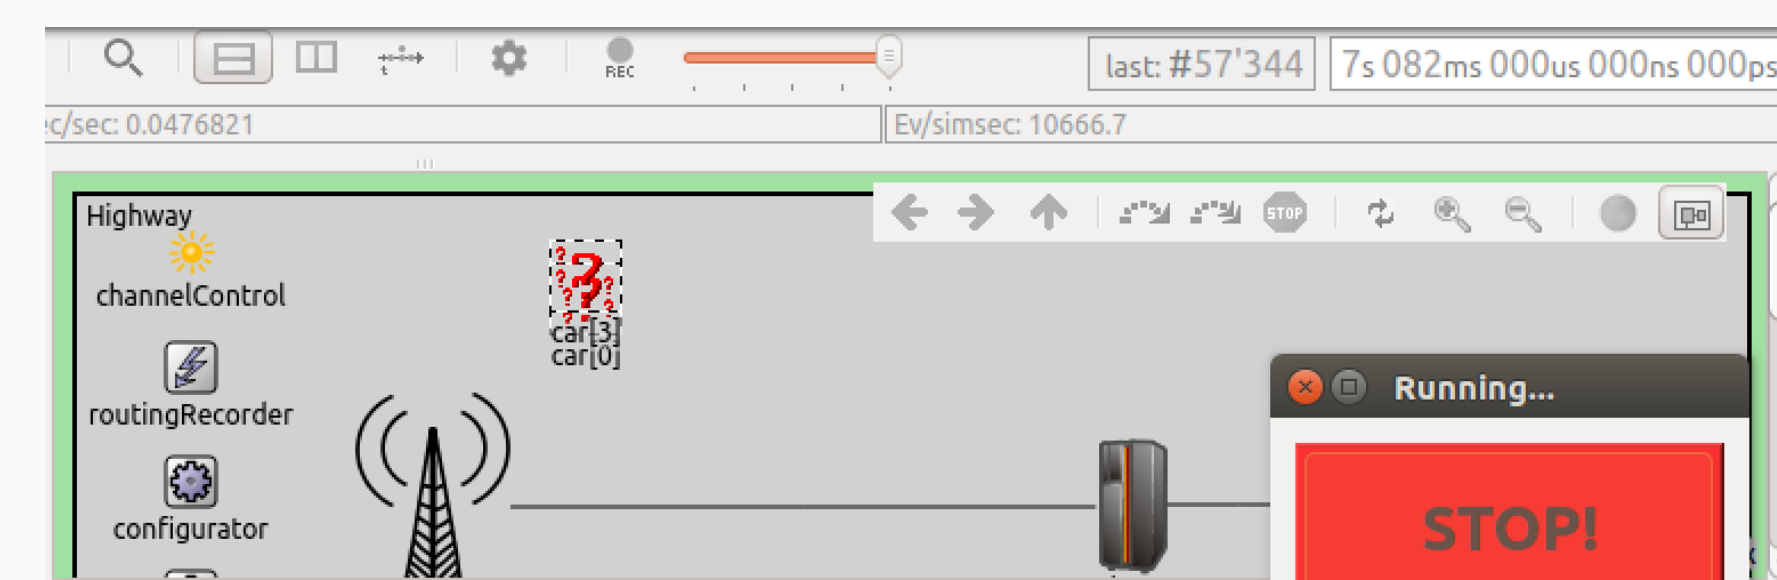 REC
last: #57'344
7s 082ms 000us 000ns 000ps
c/sec: 0.0476821
Ev/simsec: 10666.7
STOP
Highway
channelControl
car[3]
car[0]
routingRecorder
Running...
configurator
STOP!